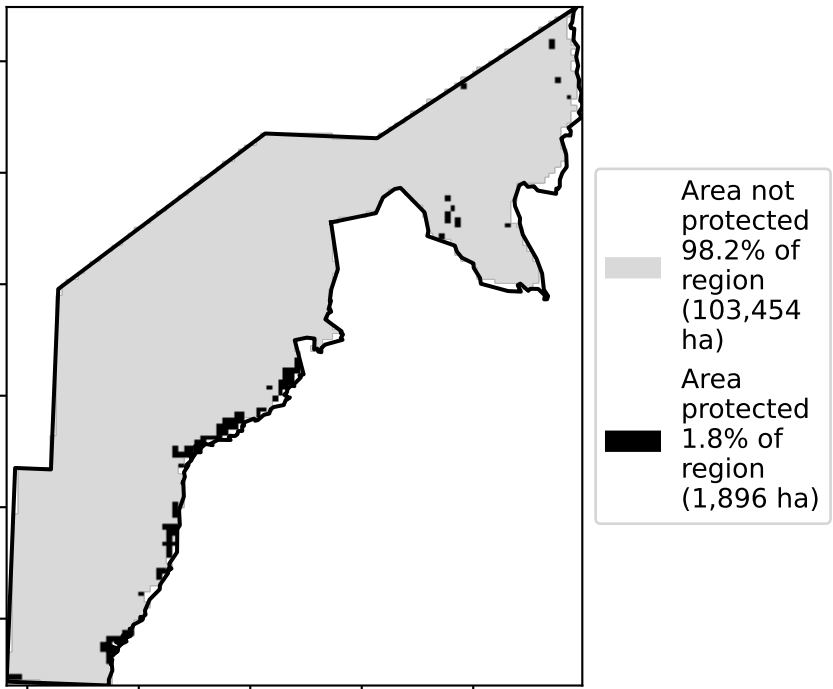 Area not
protected
98.2% of
region
(103,454
ha)
Area
protected
1.8% of
region
(1,896 ha)